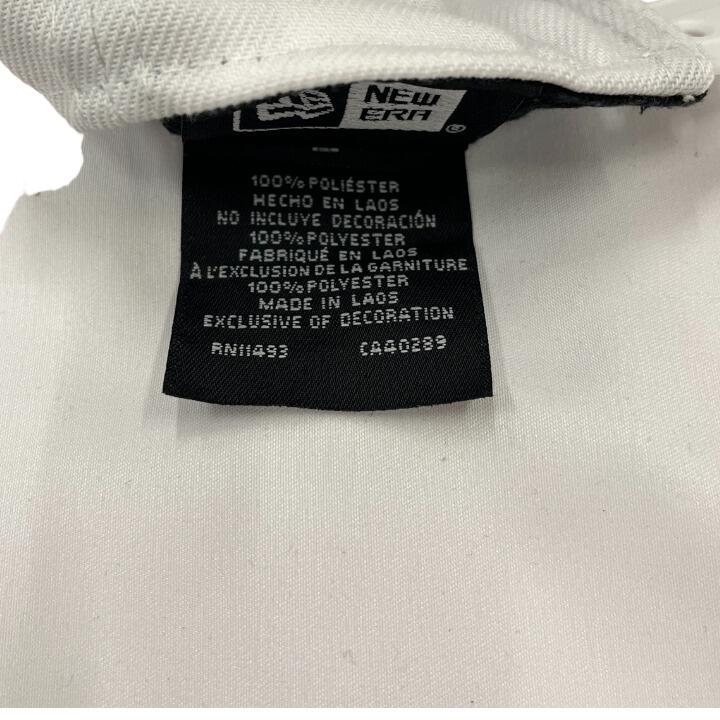 NEW
ERA®
100% POLIÉSTER
HECHO EN LAOS
NO INCLUYE DECORACIÓN
100% POLYESTER
FABRIQUÉ EN LAOS
À L'EXCLUSION DE LA GARNITURE
100% POLYESTER
MADE IN LAOS
EXCLUSIVE OF DECORATION
RN11493 CA40289